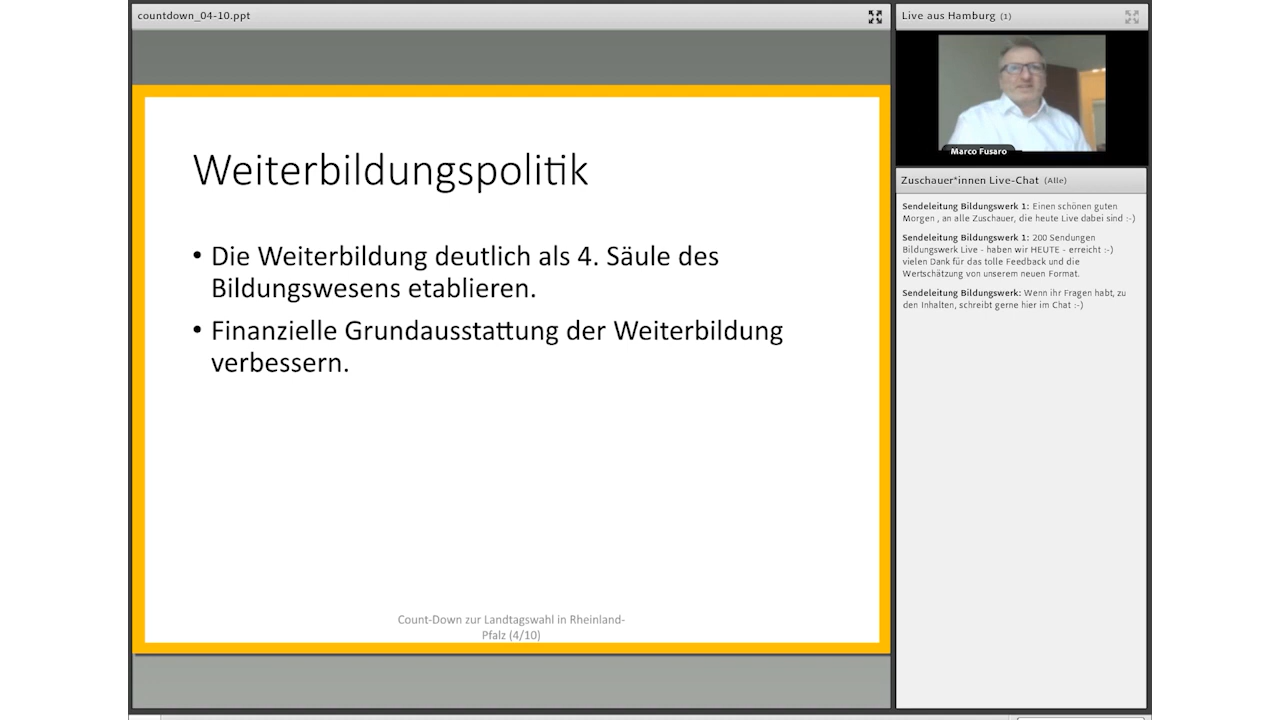 countdown_04-10.ppt
Weiterbildungspolitik
• Die Weiterbildung deutlich als 4. Säule des
Bildungswesens etablieren.
• Finanzielle Grundausstattung der Weiterbildung
verbessern.
Count-Down zur Landtagswahl in Rheinland-
Pfalz (4/10)
Live aus Hamburg (1)
Marco Fusaro
Zuschauer*innen Live-Chat (Alle)
Sendeleitung Bildungswerk 1: Einen schönen guten
Morgen , an alle Zuschauer, die heute Live dabei sind :-)
Sendeleitung Bildungswerk 1: 200 Sendungen
Bildungswerk Live - haben wir HEUTE - erreicht :-)
vielen Dank für das tolle Feedback und die
Wertschätzung von unserem neuen Format.
Sendeleitung Bildungswerk: Wenn ihr Fragen habt, zu
den Inhalten, schreibt gerne hier im Chat :-)